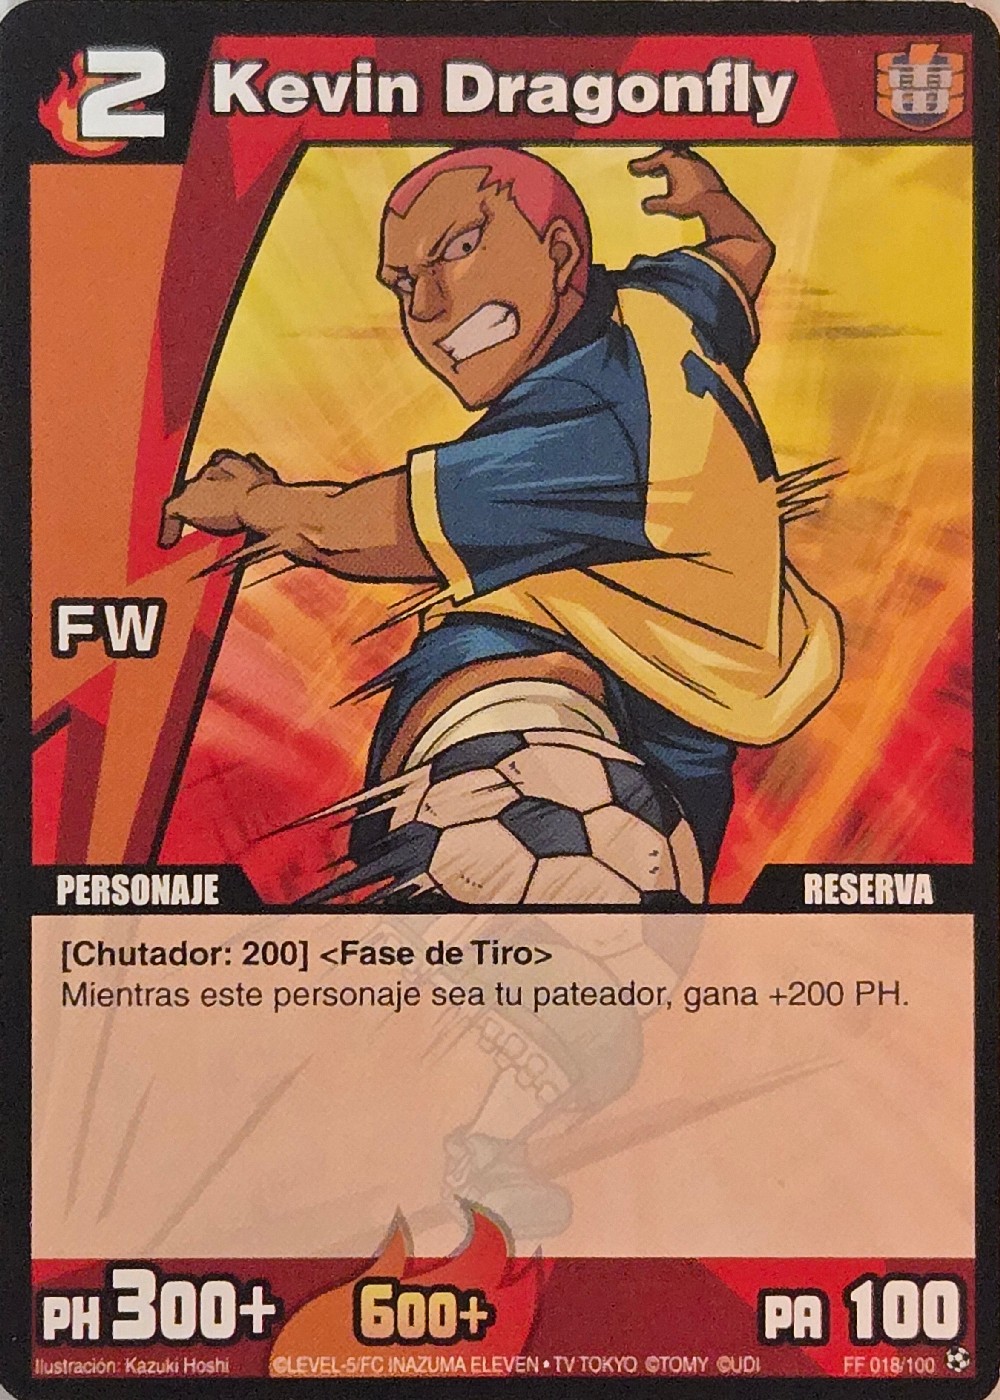 2 Kevin Dragonfly
FW
PERSONAJE RESERVA
[Chutador: 200] <Fase de Tiro>
Mientras este personaje sea tu pateador, gana +200 PH.
PH 300+ 600+ PA 100
Ilustración: Kazuki Hoshi ©LEVEL-5/FC INAZUMA ELEVEN • TV TOKYO ©TOMY ©UDI FF 018/100